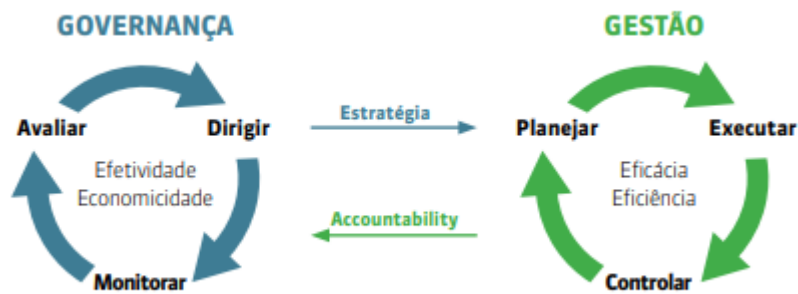 GOVERNANÇA
GESTÃO
Avaliar
Dirigir
Estratégia
Planejar
Executar
Efetividade
Economicidade
Eficácia
Eficiência
Accountability
Monitorar
Controlar